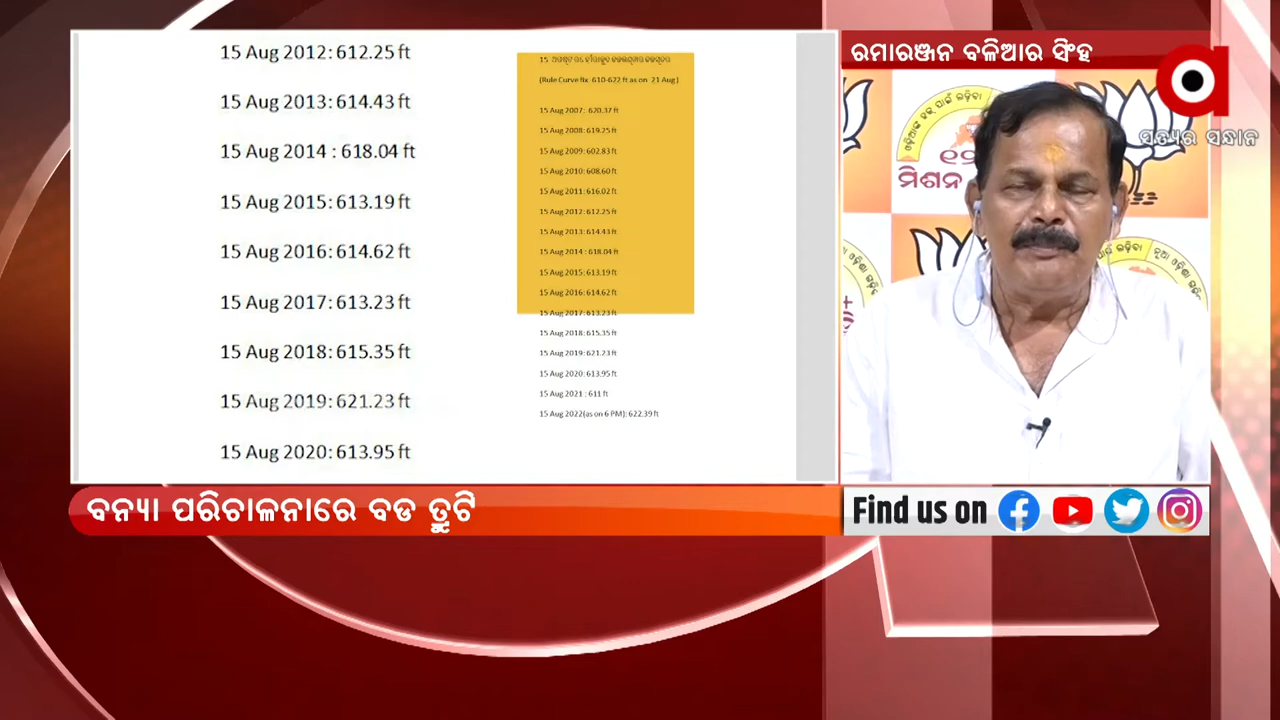 15 Aug 2012: 612.25 ft
15 Aug 2013: 614.43 ft
15 Aug 2014 : 618.04 ft
15 Aug 2015: 613.19 ft
15 Aug 2016: 614.62 ft
15 Aug 2017: 613.23 ft
15 Aug 2018: 615.35 ft
15 Aug 2019: 621.23 ft
15 Aug 2020: 613.95 ft
15
(Rule Curve fix 610-622 ft as on 21 Aug)
15 Aug 2007 : 620.37 ft
15 Aug 2008: 619.25 ft
15 Aug 2009: 602.83 ft
15 Aug 2010: 608.60 ft
15 Aug 2011: 616.02 ft
15 Aug 2012: 612.25 ft
15 Aug 2013: 614.43 ft
15 Aug 2014 : 618.04 ft
15 Aug 2015: 613.19 ft
15 Aug 2016: 614.62 ft
15 Aug 2017: 613.23 ft
15 Aug 2018: 615.35 ft
15 Aug 2019: 621.23 ft
15 Aug 2020: 613.95 ft
15 Aug 2021 : 611 ft
15 Aug 2022(as on 6 PM): 622.39 ft
ରମାରଞ୍ଜନ ବଳିଆର ସିଂହ
a
ସତ୍ୟର ସନ୍ଧାନ
ମିଶନ
ବନ୍ୟା ପରିଚାଳନାରେ ବଡ ତ୍ରୁଟି
Find us on